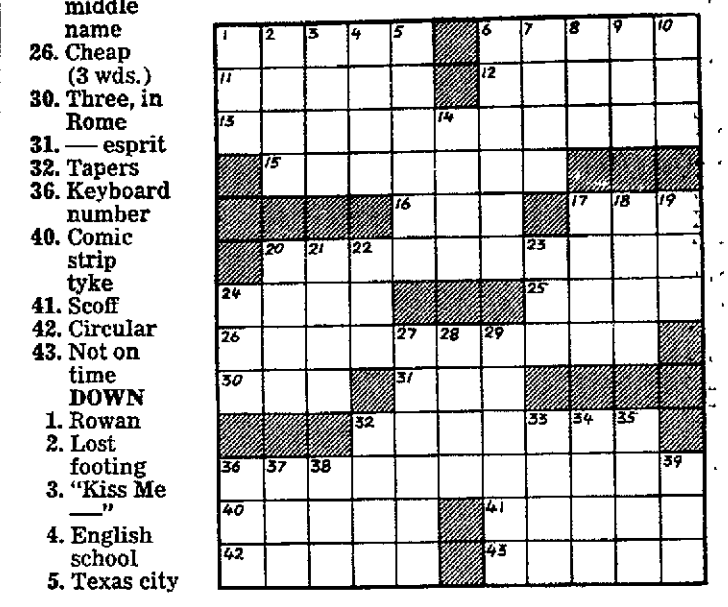 middle
name
26. Cheap
(3 wds.)
30. Three, in
Rome
31. — esprit
32. Tapers
36. Keyboard
number
40. Comic
strip
tyke
41. Scoff
42. Circular
43. Not on
time
DOWN
1. Rowan
2. Lost
footing
3. "Kiss Me
—"
4. English
school
5. Texas city
1 2 3 4 5 6 7 8 9 10
11 12
13 14
15
16 17 18 19
20 21 22 23
24 25
26 27 28 29
30 31
32 33 34 35
36 37 38 39
40 41
42 43